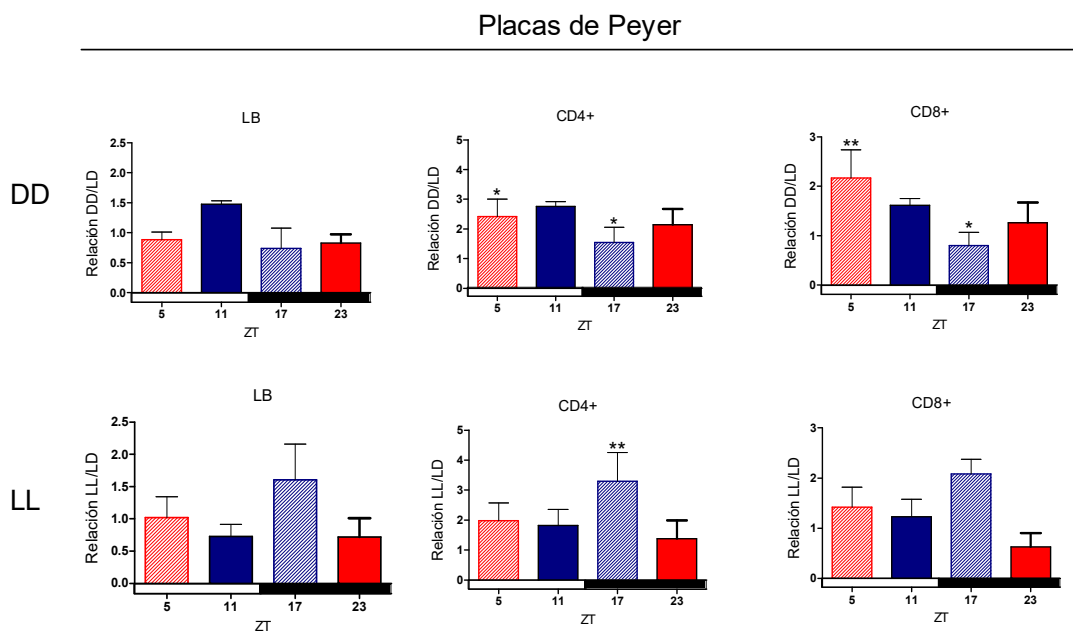 Placas de Peyer
DD
LB
Relación DD/LD
2.5
2.0
1.5
1.0
0.5
0.0
5 11 17 23
ZT
CD4+
Relación DD/LD
5
4
3
2
1
0
*
*
5 11 17 23
ZT
CD8+
Relación DD/LD
3
2
1
0
**
*
5 11 17 23
ZT
LL
LB
Relación LL/LD
2.5
2.0
1.5
1.0
0.5
0.0
5 11 17 23
ZT
CD4+
Relación LL/LD
5
4
3
2
1
0
**
5 11 17 23
ZT
CD8+
Relación LL/LD
3
2
1
0
5 11 17 23
ZT